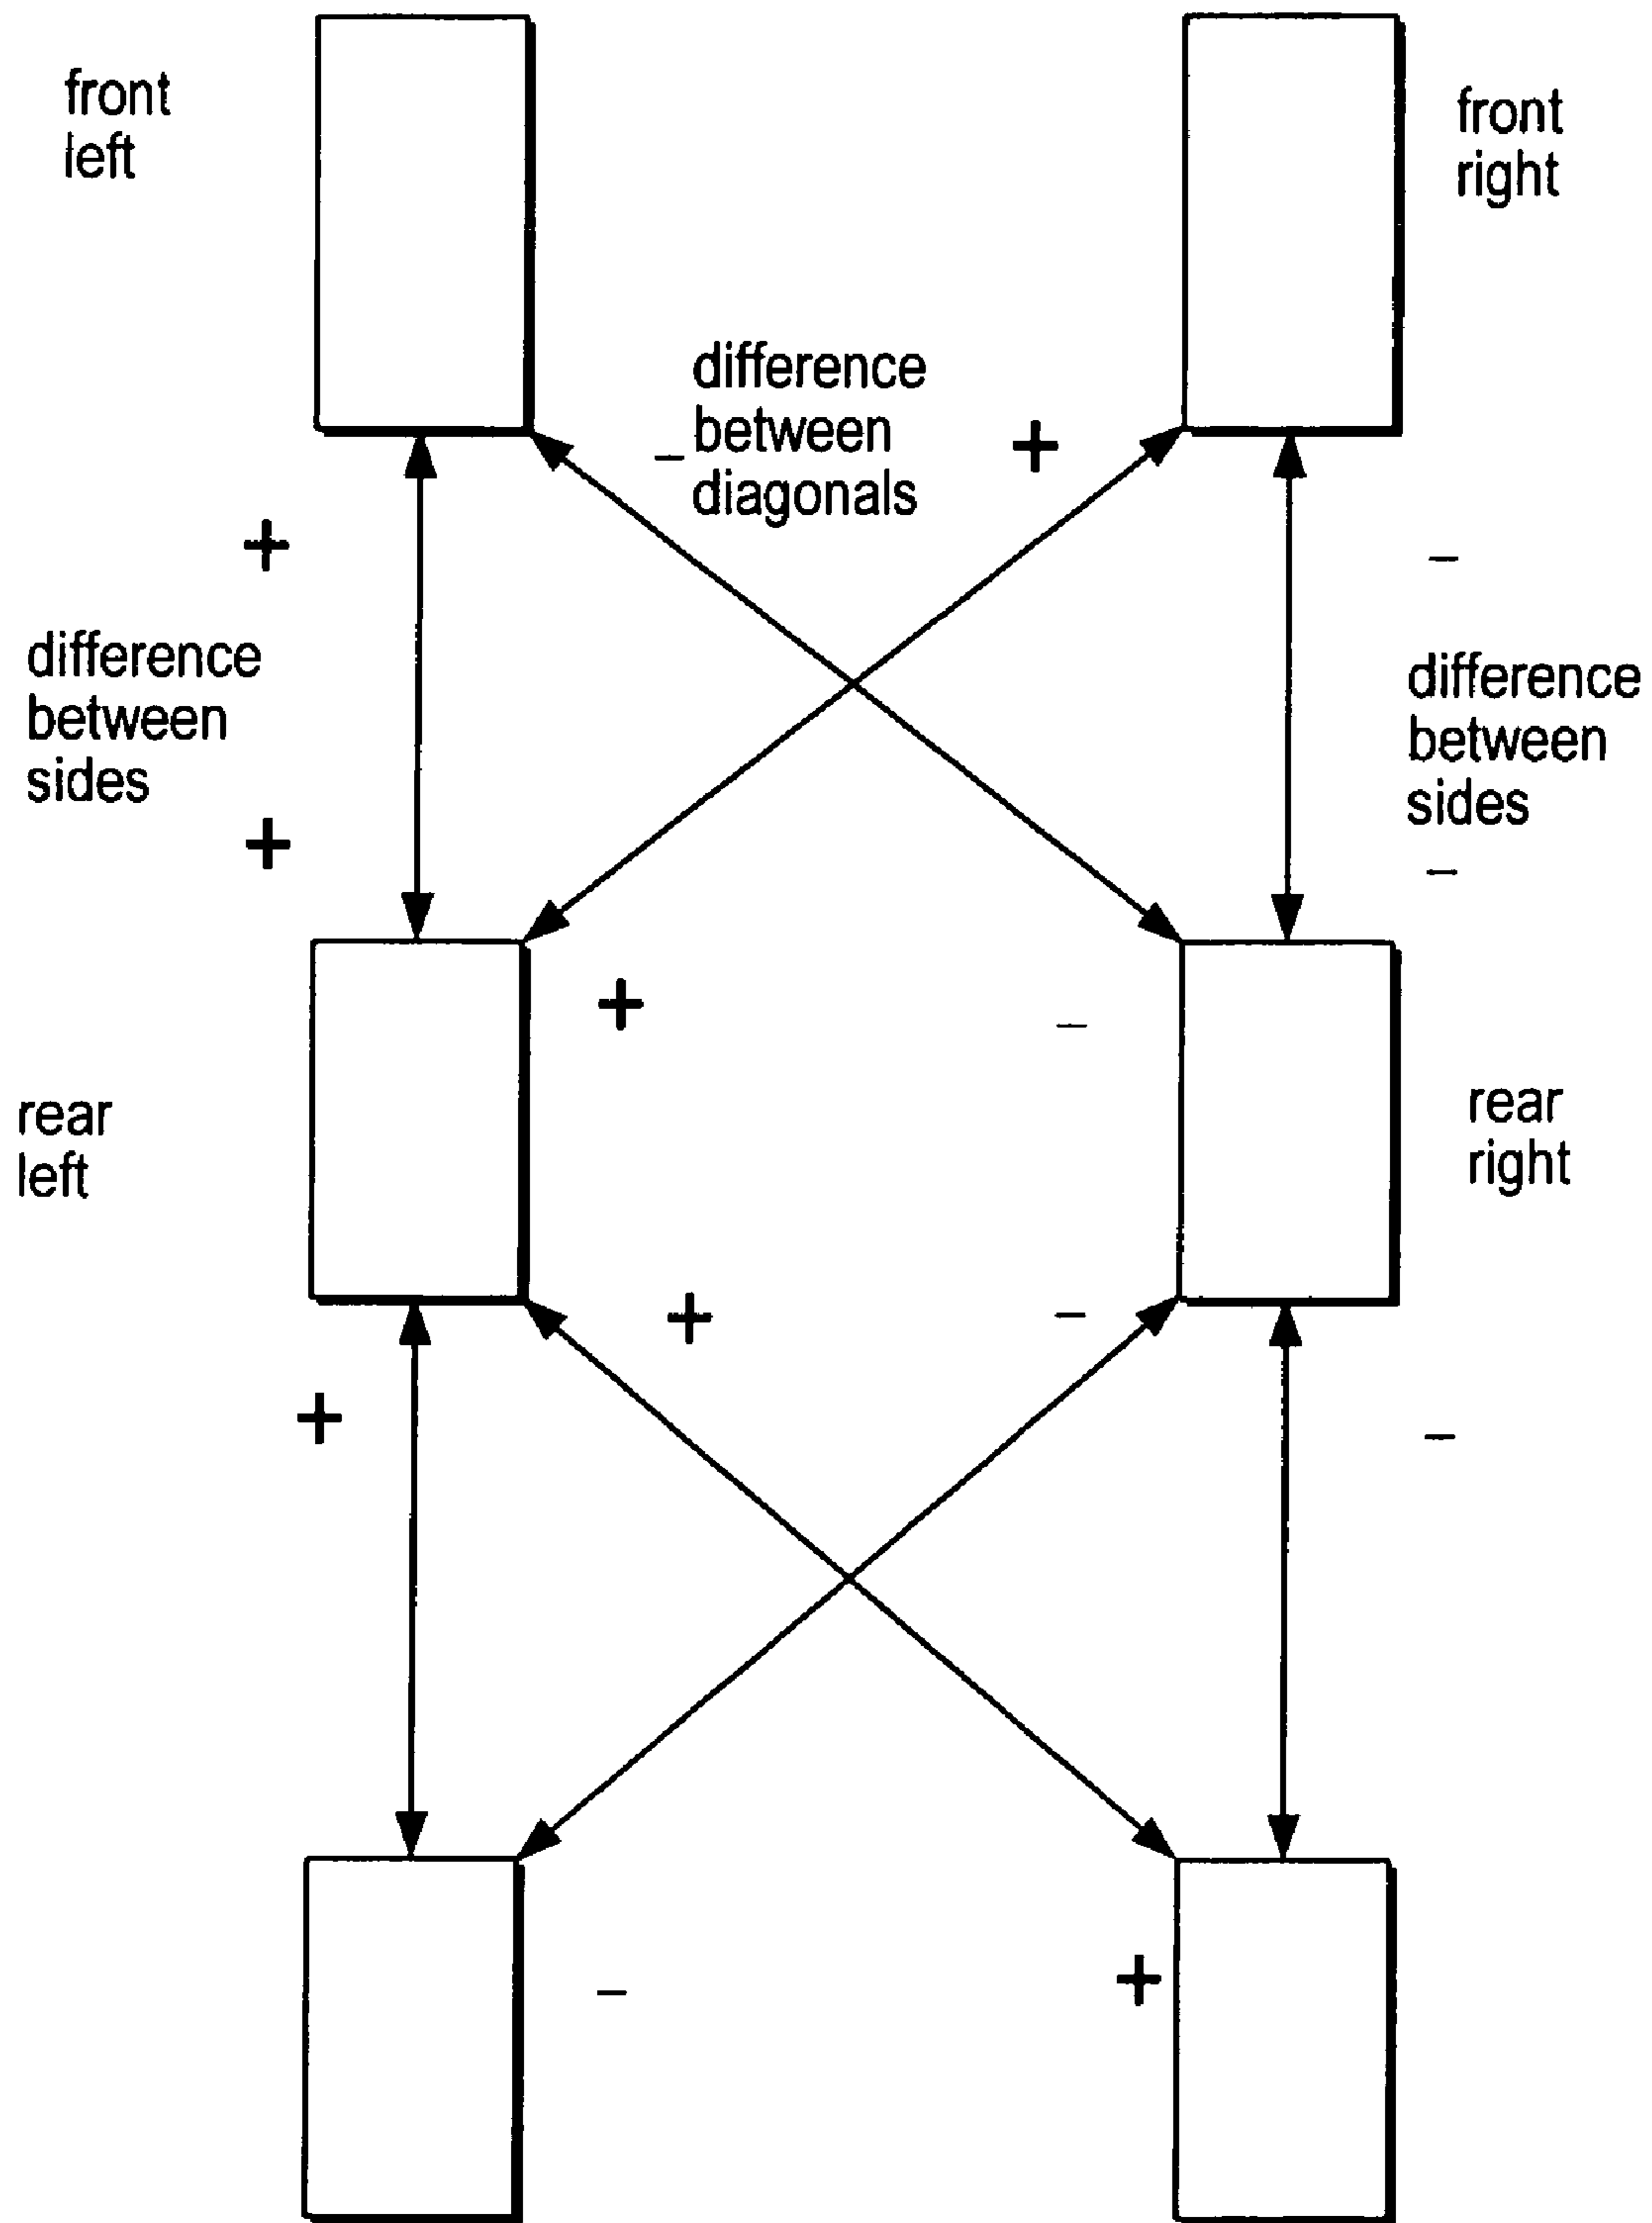 front
left
front
right
difference
between
diagonals
−
+
+
−
difference
between
sides
difference
between
sides
+
−
+
−
rear
left
rear
right
+
−
+
−
−
+